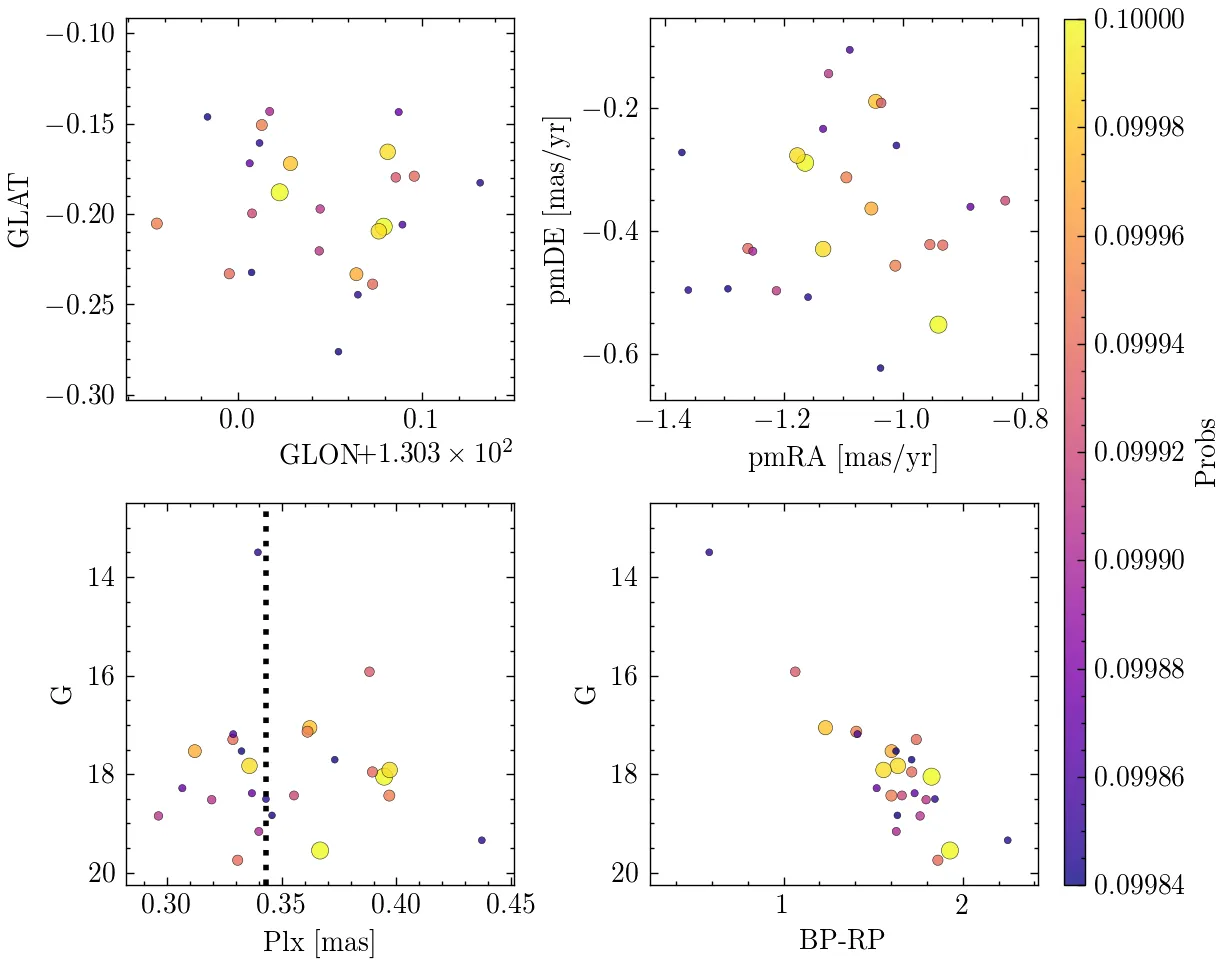 −0.10
−0.15
−0.20
−0.25
−0.30
GLAT
0.0 0.1
GLON+1.303 × 10²
−0.2
−0.4
−0.6
pmDE [mas/yr]
−1.4 −1.2 −1.0 −0.8
pmRA [mas/yr]
0.10000
0.09998
0.09996
0.09994
0.09992
0.09990
0.09988
0.09986
0.09984
Probs
14
16
18
20
G
0.30 0.35 0.40 0.45
Plx [mas]
14
16
18
20
G
1 2
BP-RP